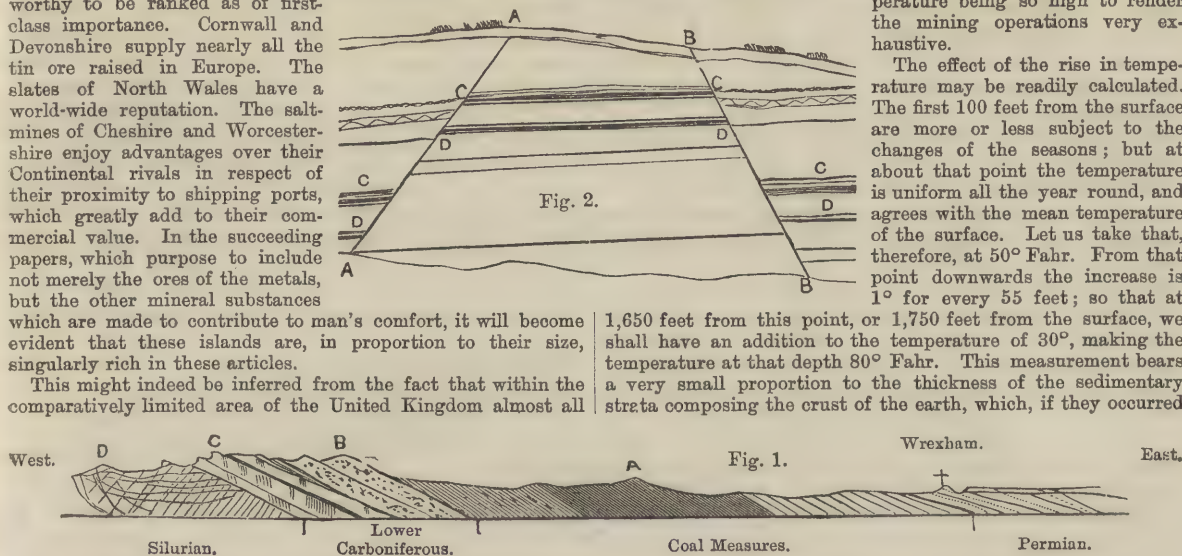 worthy to be ranked as of first-
class importance. Cornwall and
Devonshire supply nearly all the
tin ore raised in Europe. The
slates of North Wales have a
world-wide reputation. The salt-
mines of Cheshire and Worcester-
shire enjoy advantages over their
Continental rivals in respect of
their proximity to shipping ports,
which greatly add to their com-
mercial value. In the succeeding
papers, which purpose to include
not merely the ores of the metals,
but the other mineral substances
which are made to contribute to man's comfort, it will become
evident that these islands are, in proportion to their size,
singularly rich in these articles.
This might indeed be inferred from the fact that within the
comparatively limited area of the United Kingdom almost all
A
B
C
C
D
D
C
C
D
D
Fig. 2.
A
B
perature being so high to render
the mining operations very ex-
haustive.
The effect of the rise in tempe-
rature may be readily calculated.
The first 100 feet from the surface
are more or less subject to the
changes of the seasons; but at
about that point the temperature
is uniform all the year round, and
agrees with the mean temperature
of the surface. Let us take that,
therefore, at 50° Fahr. From that
point downwards the increase is
1° for every 55 feet; so that at
1,650 feet from this point, or 1,750 feet from the surface, we
shall have an addition to the temperature of 30°, making the
temperature at that depth 80° Fahr. This measurement bears
a very small proportion to the thickness of the sedimentary
strata composing the crust of the earth, which, if they occurred
West.
D
C
B
A
Fig. 1.
Wrexham.
East.
Silurian.
Lower
Carboniferous.
Coal Measures.
Permian.